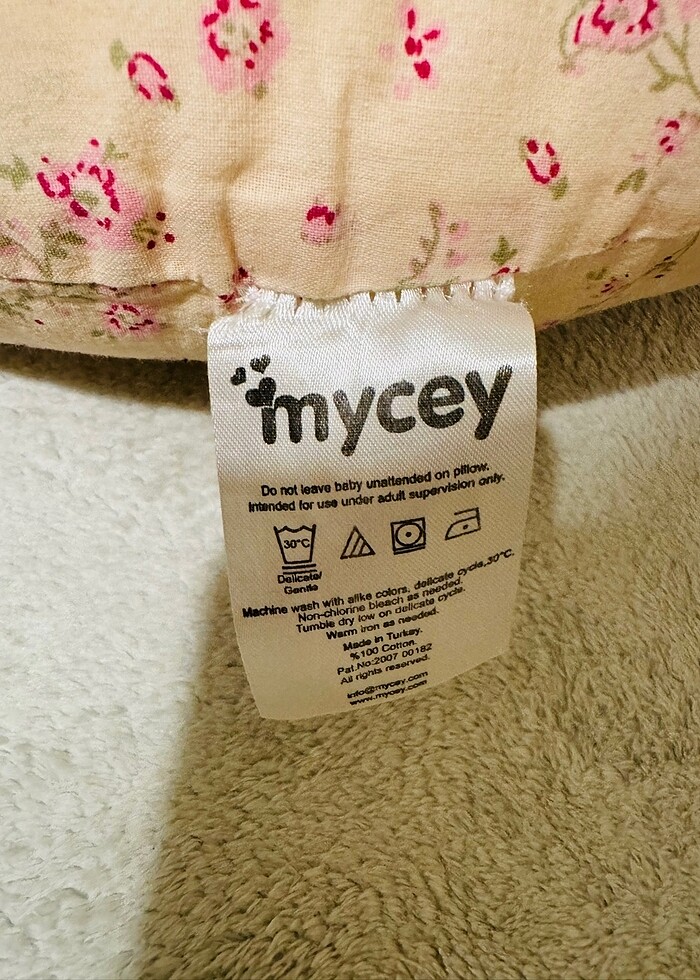 mycey
Do not leave baby unattended on pillow.
Intended for use under adult supervision only.
30°C
Delicate/
Gentle
Machine wash with alike colors, delicate cycle,30°C.
Non-chlorine bleach as needed.
Tumble dry low on delicate cycle.
Warm iron as needed.
Made in Turkey.
%100 Cotton.
Pat.No:2007 00182
All rights reserved.
info@mycey.com
www.mycey.com